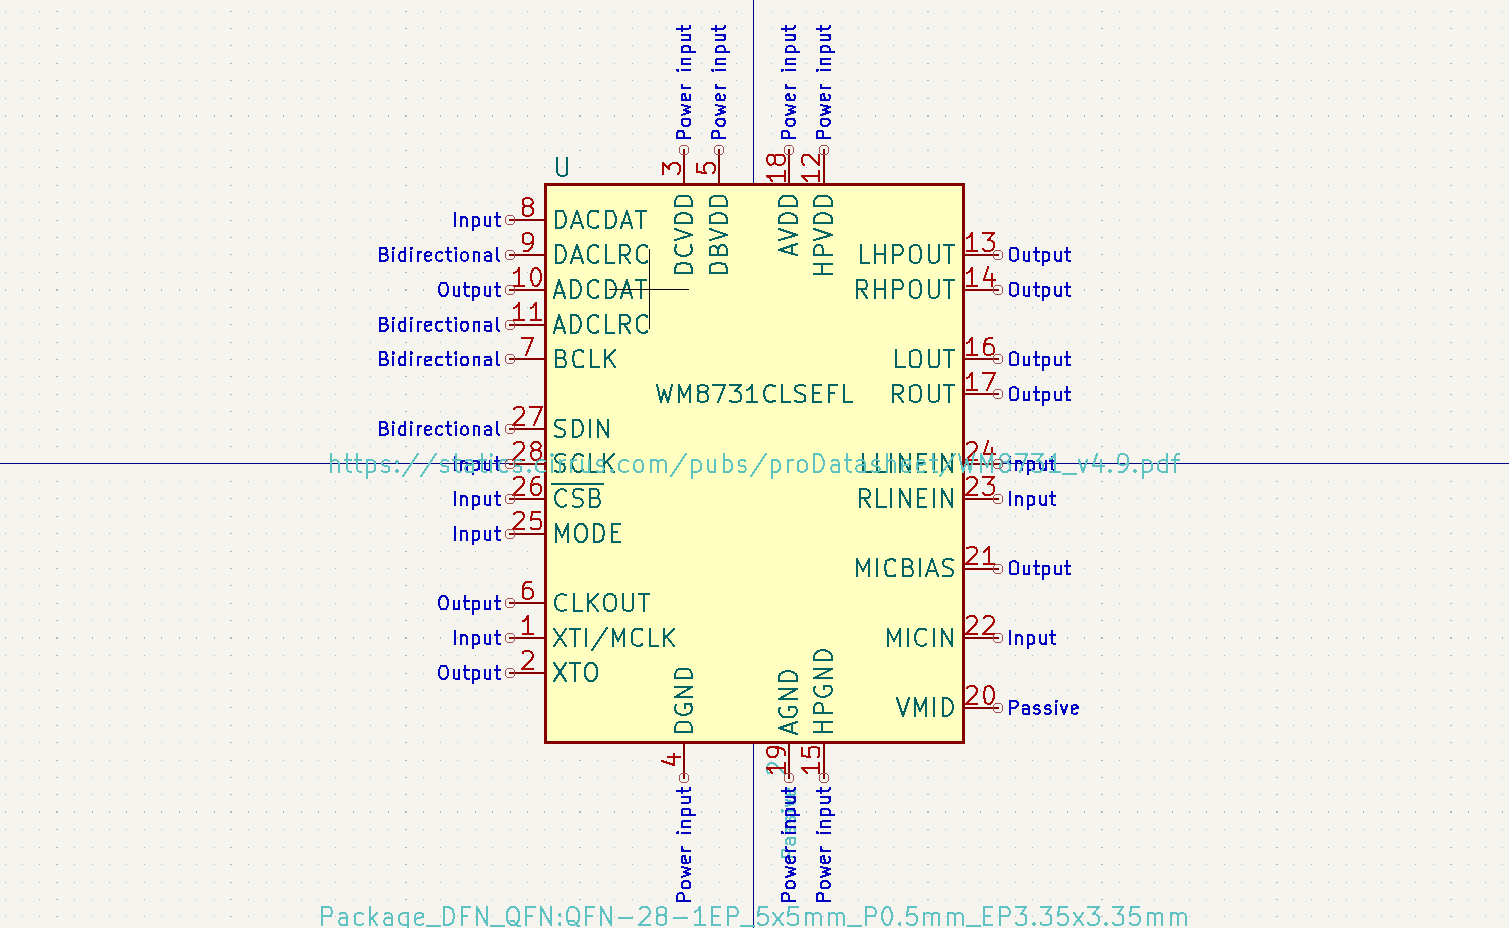 Power input
Power input
Power input
Power input
3
5
18
12
U
DCVDD
DBVDD
AVDD
HPVDD
Input 8 DACDAT
Bidirectional 9 DACLRC
Output 10 ADCDAT
Bidirectional 11 ADCLRC
Bidirectional 7 BCLK
LHPOUT 13 Output
RHPOUT 14 Output
LOUT 16 Output
WM8731CLSEFL
ROUT 17 Output
Bidirectional 27 SDIN
Input 28 SCLK
https://statics.cirrus.com/pubs/proDatasheet/WM8731_v4.9.pdf
LLINEIN 24 Input
Input 26 CSB
RLINEIN 23 Input
Input 25 MODE
MICBIAS 21 Output
Output 6 CLKOUT
Input 1 XTI/MCLK
MICIN 22 Input
Output 2 XTO
VMID 20 Passive
DGND
AGND
HPGND
4
19
15
Power input
Power input
Passive
Power input
Package_DFN_QFN:QFN-28-1EP_5x5mm_P0.5mm_EP3.35x3.35mm